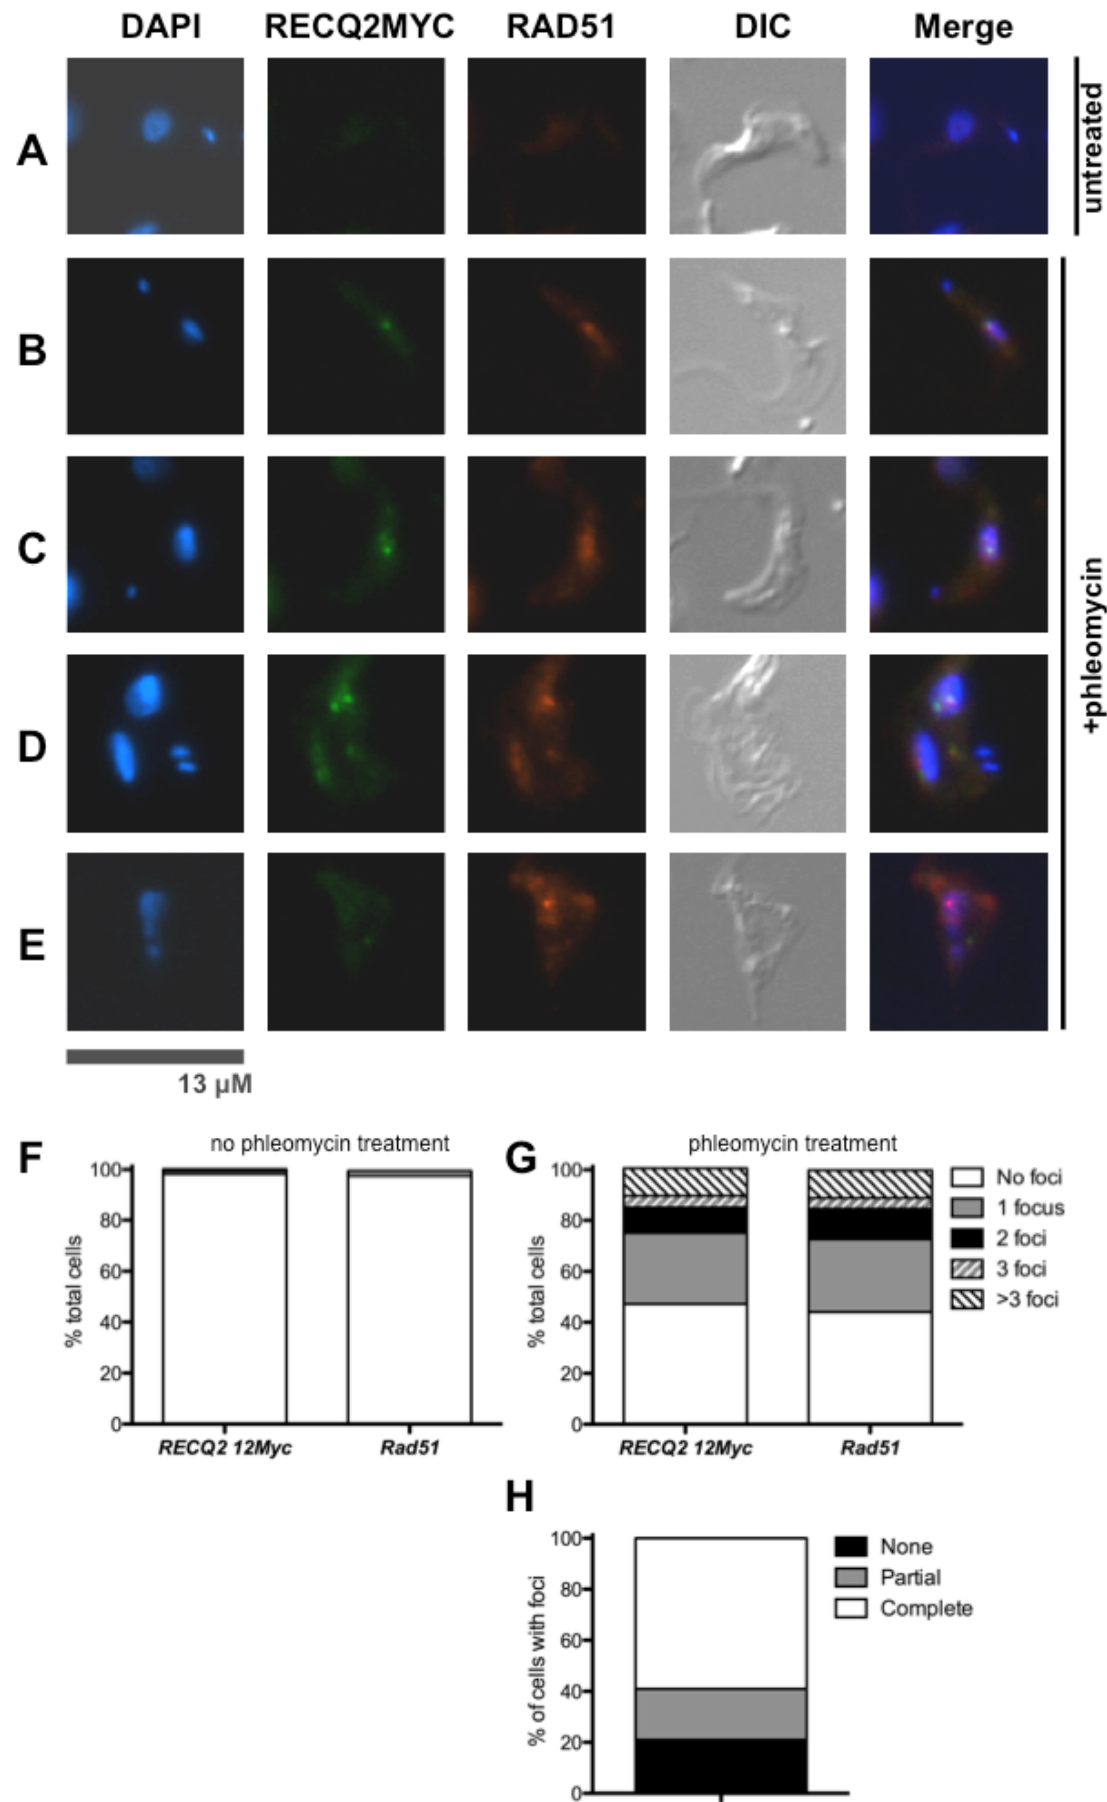 DAPI RECQ2MYC RAD51 DIC Merge
A
untreated
B
C
D
E
+phleomycin
13 µM
F
no phleomycin treatment
100
80
60
40
20
0
% total cells
RECQ2 12Myc Rad51
G
phleomycin treatment
100
80
60
40
20
0
% total cells
RECQ2 12Myc Rad51
No foci
1 focus
2 foci
3 foci
>3 foci
H
100
80
60
40
20
0
% of cells with foci
None
Partial
Complete